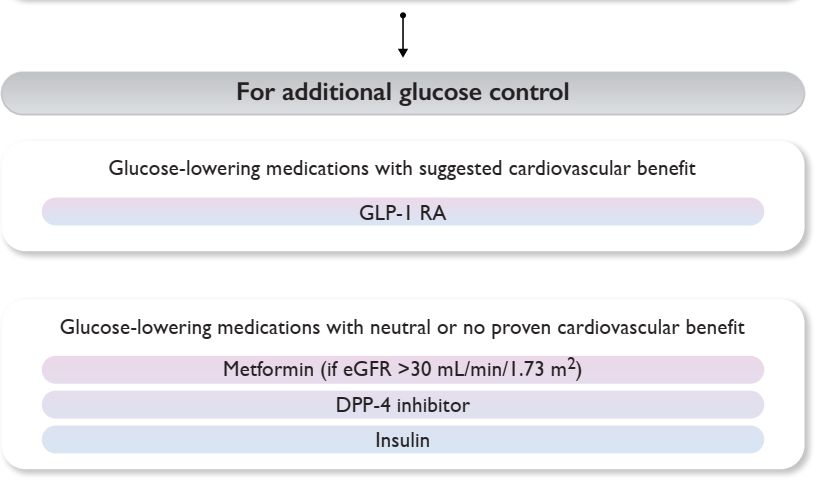 For additional glucose control
Glucose-lowering medications with suggested cardiovascular benefit
GLP-1 RA
Glucose-lowering medications with neutral or no proven cardiovascular benefit
Metformin (if eGFR >30 mL/min/1.73 m²)
DPP-4 inhibitor
Insulin